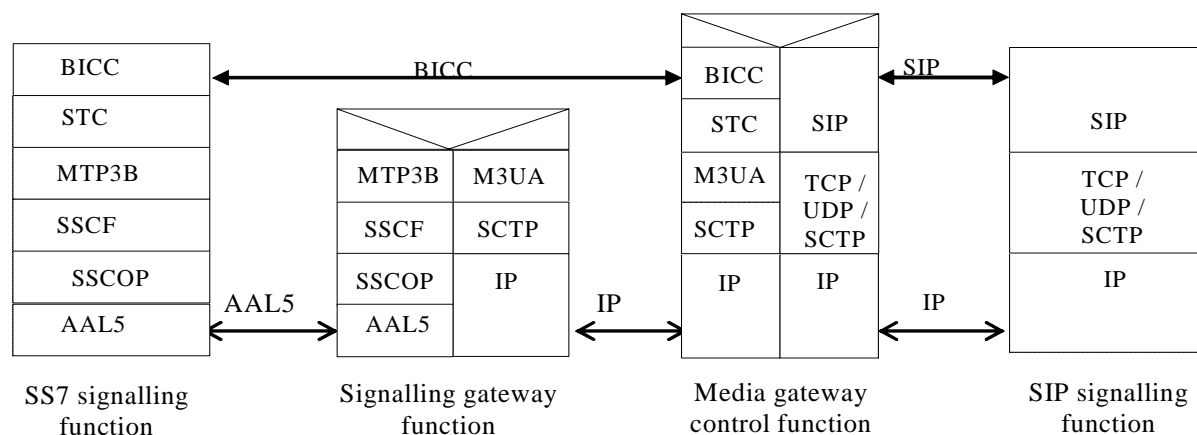 BICC
STC
MTP3B
SSCF
SSCOP
AAL5
SS7 signalling
function
BICC
AAL5
MTP3B
SSCF
SSCOP
AAL5
M3UA
SCTP
IP
Signalling gateway
function
IP
BICC
STC
M3UA
SCTP
IP
SIP
TCP /
UDP /
SCTP
IP
Media gateway
control function
SIP
IP
SIP
TCP /
UDP /
SCTP
IP
SIP signalling
function